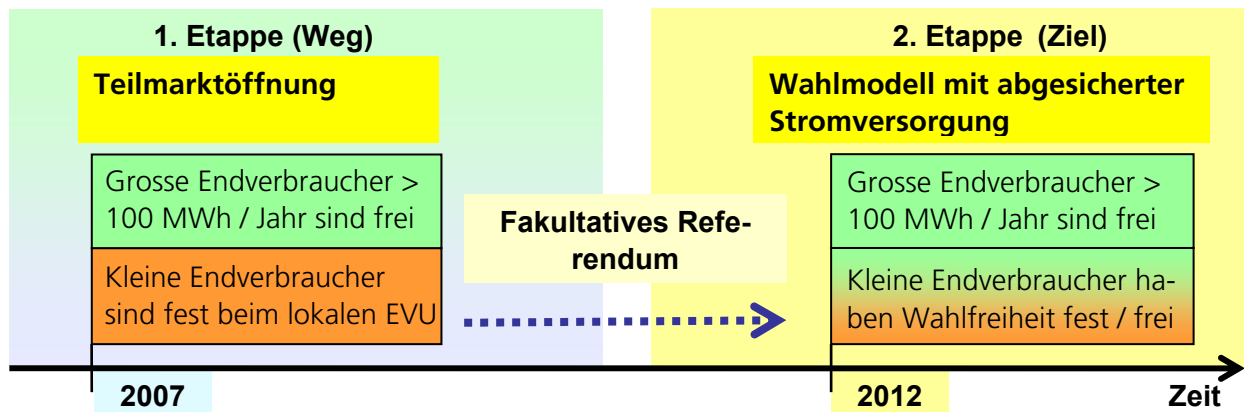 1. Etappe (Weg)
Teilmarktöffnung
Grosse Endverbraucher >
100 MWh / Jahr sind frei
Kleine Endverbraucher
sind fest beim lokalen EVU
2007
Fakultatives Refe-
rendum
2. Etappe (Ziel)
Wahlmodell mit abgesicherter
Stromversorgung
Grosse Endverbraucher >
100 MWh / Jahr sind frei
Kleine Endverbraucher ha-
ben Wahlfreiheit fest / frei
2012
Zeit